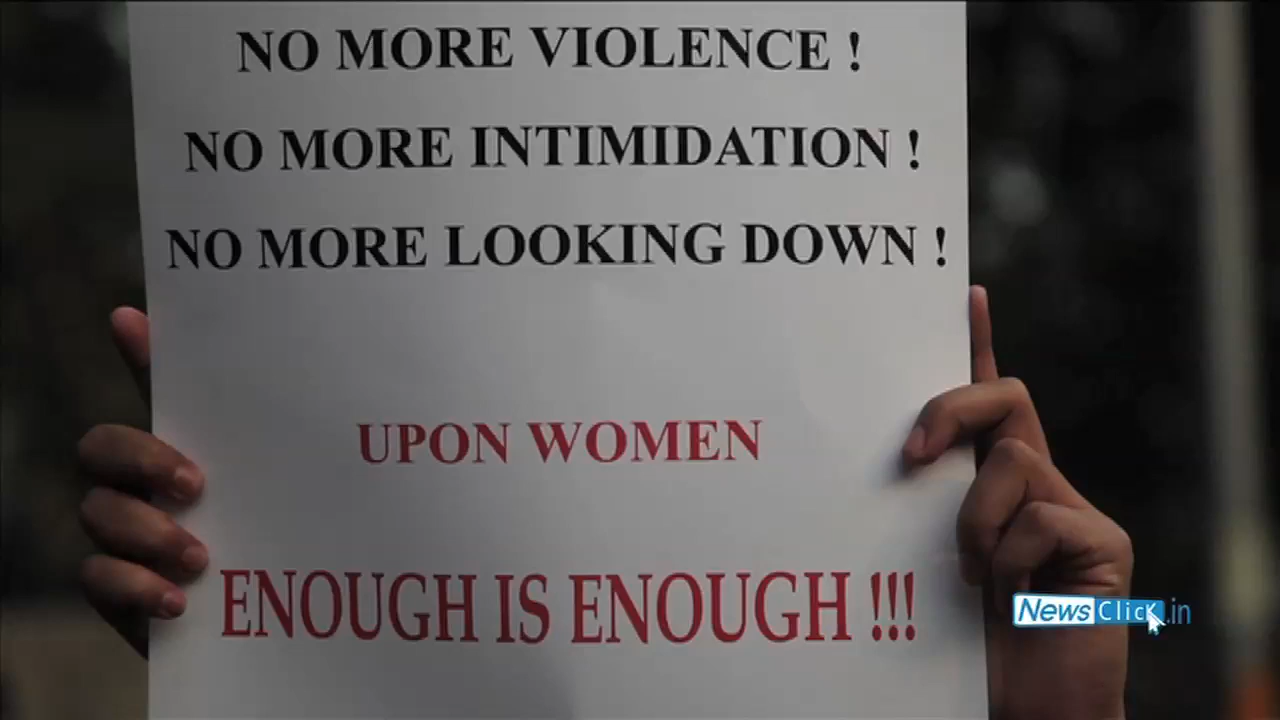 NO MORE VIOLENCE !
NO MORE INTIMIDATION !
NO MORE LOOKING DOWN !
UPON WOMEN
ENOUGH IS ENOUGH !!!
NewsClick.in